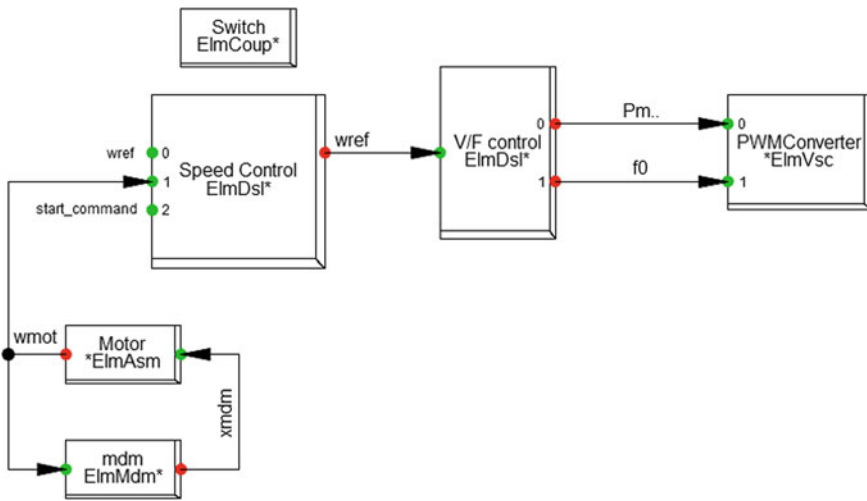 Switch
ElmCoup*
wref 0
1
start_command 2
Speed Control
ElmDsl*
wref
V/F control
ElmDsl*
0
1
Pm..
f0
0
1
PWMConverter
*ElmVsc
wmot
Motor
*ElmAsm
xmdm
mdm
ElmMdm*